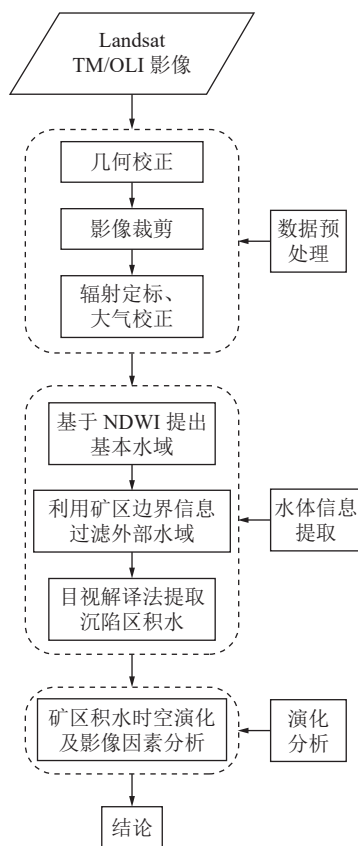 Landsat
TM/OLI 影像
几何校正
影像裁剪
辐射定标、
大气校正
数据预
处理
基于 NDWI 提出
基本水域
利用矿区边界信息
过滤外部水域
目视解译法提取
沉陷区积水
水体信息
提取
矿区积水时空演化
及影像因素分析
演化
分析
结论